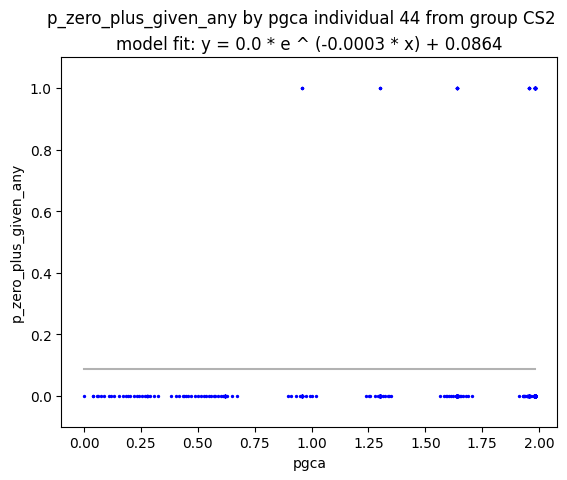 p_zero_plus_given_any by pgca individual 44 from group CS2
model fit: y = 0.0 * e ^ (-0.0003 * x) + 0.0864
1.0
0.8
0.6
0.4
0.2
0.0
p_zero_plus_given_any
0.00 0.25 0.50 0.75 1.00 1.25 1.50 1.75 2.00
pgca